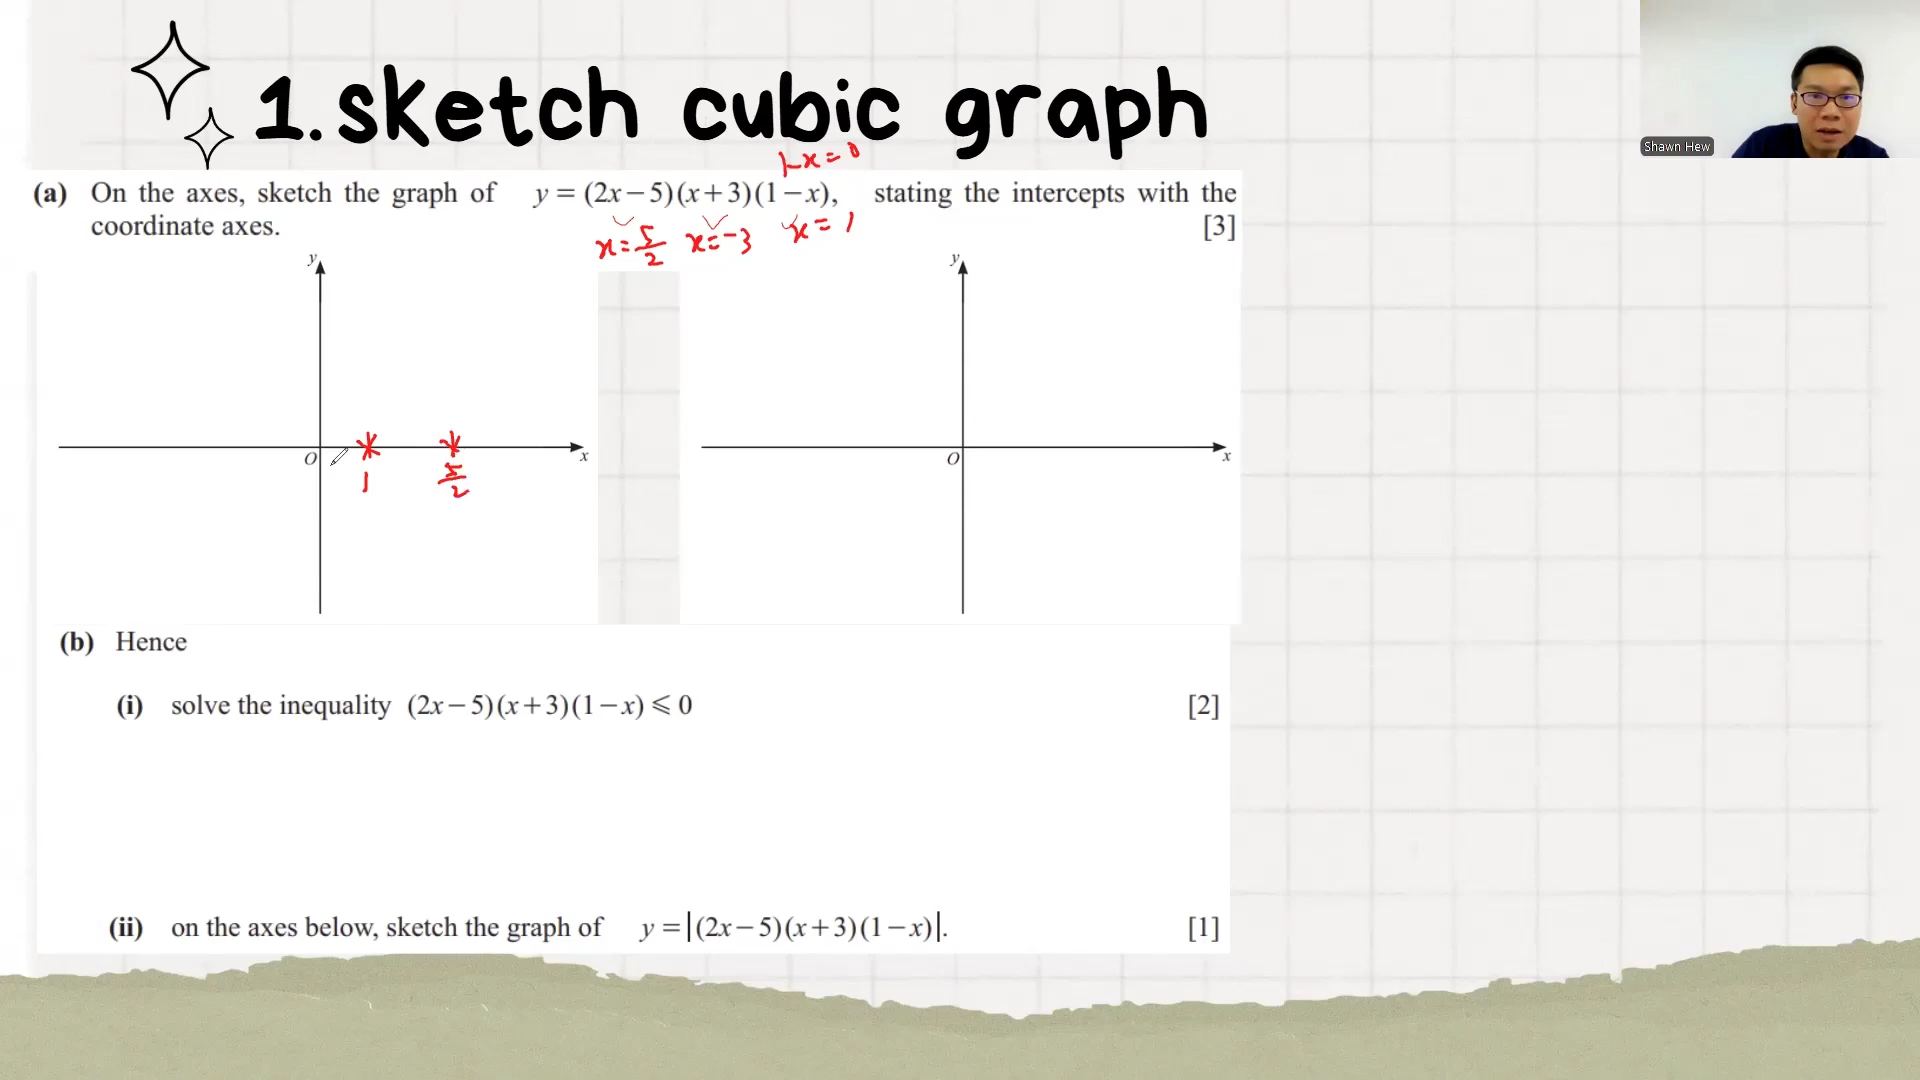 1. sketch cubic graph
Shawn Hew
1-x=0
(a) On the axes, sketch the graph of y = (2x − 5)(x + 3)(1 − x), stating the intercepts with the
coordinate axes. [3]
x = 5/2 x = -3 x = 1
y
y
O
x
1
5/2
O
x
(b) Hence
(i) solve the inequality (2x − 5)(x + 3)(1 − x) ⩽ 0 [2]
(ii) on the axes below, sketch the graph of y = |(2x − 5)(x + 3)(1 − x)|. [1]